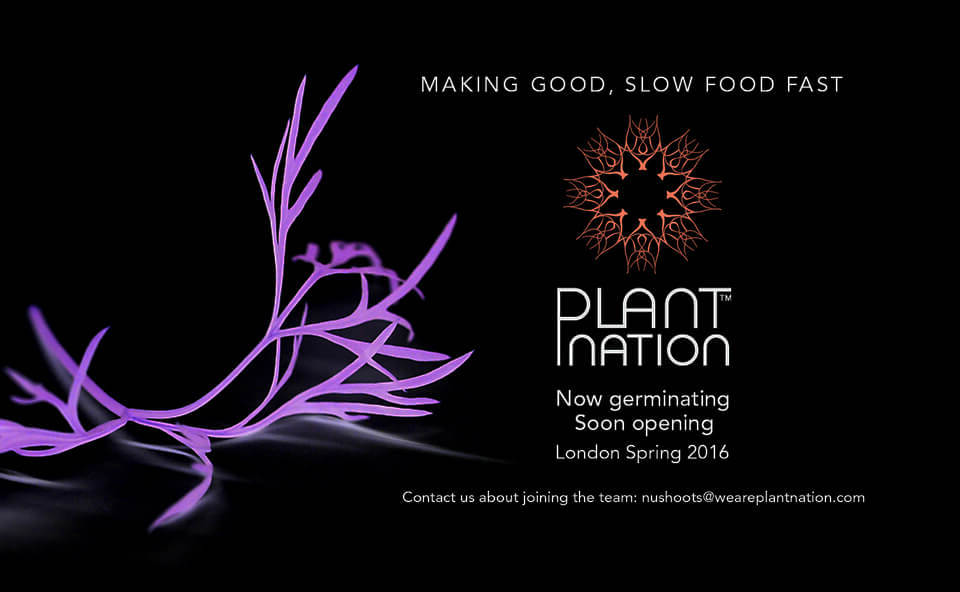 MAKING GOOD, SLOW FOOD FAST
PLANT™
NATION
Now germinating
Soon opening
London Spring 2016
Contact us about joining the team: nushoots@weareplantnation.com